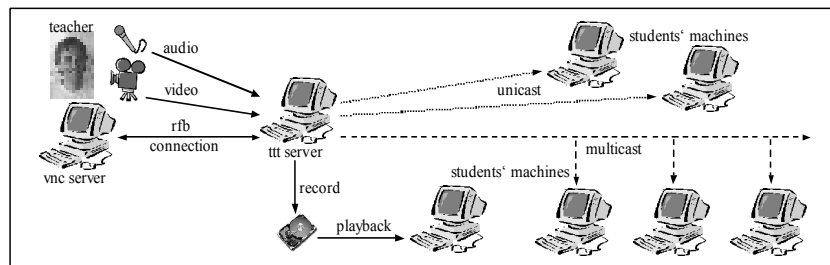 teacher
audio
video
rfb
connection
vnc server
ttt server
students‘ machines
unicast
multicast
record
students‘ machines
playback